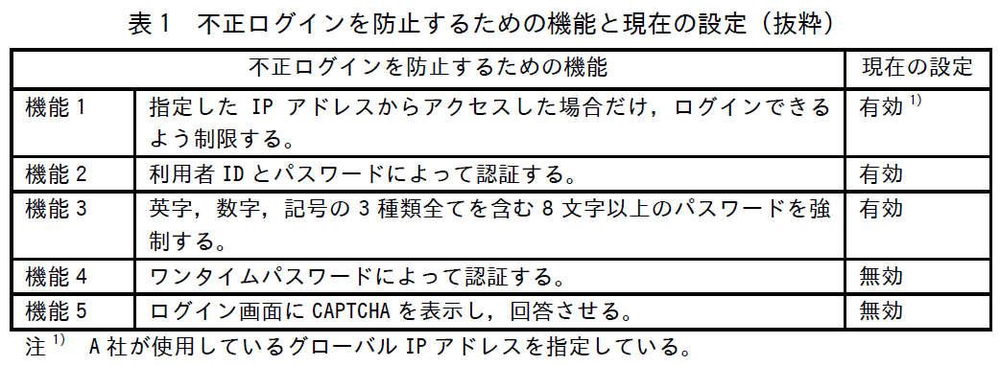 表1 不正ログインを防止するための機能と現在の設定（抜粋）
不正ログインを防止するための機能 現在の設定
機能1 指定した IP アドレスからアクセスした場合だけ，ログインできる 有効 1)
よう制限する。
機能2 利用者 ID とパスワードによって認証する。 有効
機能3 英字，数字，記号の 3 種類全てを含む 8 文字以上のパスワードを強 有効
制する。
機能4 ワンタイムパスワードによって認証する。 無効
機能5 ログイン画面に CAPTCHA を表示し，回答させる。 無効
注 1) A 社が使用しているグローバル IP アドレスを指定している。